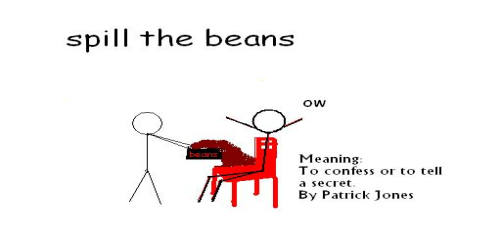 spill the beans
ow
beans
Meaning:
To confess or to tell
a secret.
By Patrick Jones